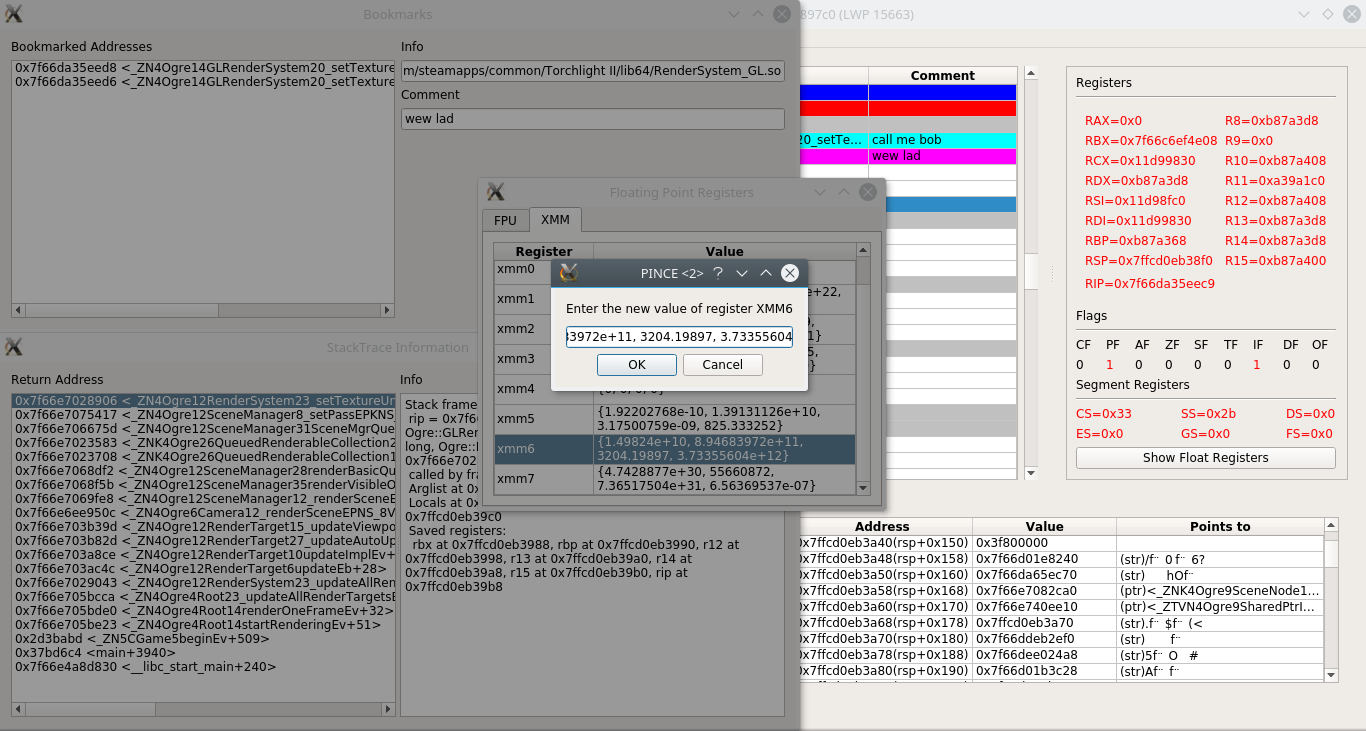 Bookmarks
Bookmarked Addresses
0x7f66da35eed8 <_ZN4Ogre14GLRenderSystem20_setTexture
0x7f66da35eed6 <_ZN4Ogre14GLRenderSystem20_setTexture
Info
m/steamapps/common/Torchlight II/lib64/RenderSystem_GL.so
Comment
wew lad
StackTrace Information
Return Address
0x7f66e7028906 <_ZN4Ogre12RenderSystem23_setTextureUn
0x7f66e7075417 <_ZN4Ogre12SceneManager8_setPassEPKNS_
0x7f66e706675d <_ZN4Ogre12SceneManager31SceneMgrQue
0x7f66e7023583 <_ZNK4Ogre26QueuedRenderableCollection2
0x7f66e7023708 <_ZNK4Ogre26QueuedRenderableCollection1
0x7f66e7068df2 <_ZN4Ogre12SceneManager28renderBasicQu
0x7f66e7068f5b <_ZN4Ogre12SceneManager35renderVisibleO
0x7f66e7069fe8 <_ZN4Ogre12SceneManager12_renderSceneE
0x7f66e6ee950c <_ZN4Ogre6Camera12_renderSceneEPNS_8V
0x7f66e703b39d <_ZN4Ogre12RenderTarget15_updateViewpo
0x7f66e703b82d <_ZN4Ogre12RenderTarget27_updateAutoUp
0x7f66e703a8ce <_ZN4Ogre12RenderTarget10updateImplEv+
0x7f66e703ac4c <_ZN4Ogre12RenderTarget6updateEb+28>
0x7f66e7029043 <_ZN4Ogre12RenderSystem23_updateAllRen
0x7f66e705bcca <_ZN4Ogre4Root23_updateAllRenderTargetsE
0x7f66e705bde0 <_ZN4Ogre4Root14renderOneFrameEv+32>
0x7f66e705be23 <_ZN4Ogre4Root14startRenderingEv+51>
0x2d3babd <_ZN5CGame5beginEv+509>
0x37bd6c4 <main+3940>
0x7f66e4a8d830 <__libc_start_main+240>
Info
Stack frame
rip = 0x7f6
Ogre::GLRer
long, Ogre::
0x7f66e702
called by fra
Arglist at 0x
Locals at 0x
0x7ffcd0eb39c0
Saved registers:
rbx at 0x7ffcd0eb3988, rbp at 0x7ffcd0eb3990, r12 at
0x7ffcd0eb3998, r13 at 0x7ffcd0eb39a0, r14 at
0x7ffcd0eb39a8, r15 at 0x7ffcd0eb39b0, rip at
0x7ffcd0eb39b8
Floating Point Registers
FPU XMM
Register Value
xmm0
xmm1 e+22,
xmm2
xmm3
xmm4
xmm5 {1.92202768e-10, 1.39131126e+10,
3.17500759e-09, 825.333252}
xmm6 {1.49824e+10, 8.94683972e+11,
3204.19897, 3.73355604e+12}
xmm7 {4.7428877e+30, 55660872,
7.36517504e+31, 6.56369537e-07}
PINCE <2>
Enter the new value of register XMM6
33972e+11, 3204.19897, 3.73355604
OK Cancel
897c0 (LWP 15663)
Comment
20_setTe... call me bob
wew lad
Registers
RAX=0x0 R8=0xb87a3d8
RBX=0x7f66c6ef4e08 R9=0x0
RCX=0x11d99830 R10=0xb87a408
RDX=0xb87a3d8 R11=0xa39a1c0
RSI=0x11d98fc0 R12=0xb87a408
RDI=0x11d99830 R13=0xb87a3d8
RBP=0xb87a368 R14=0xb87a3d8
RSP=0x7ffcd0eb38f0 R15=0xb87a400
RIP=0x7f66da35eec9
Flags
CF PF AF ZF SF TF IF DF OF
0 1 0 0 0 0 1 0 0
Segment Registers
CS=0x33 SS=0x2b DS=0x0
ES=0x0 GS=0x0 FS=0x0
Show Float Registers
Address Value Points to
0x7ffcd0eb3a40(rsp+0x150) 0x3f800000
0x7ffcd0eb3a48(rsp+0x158) 0x7f66d01e8240 (str)/f¨ 0 f¨ 6?
0x7ffcd0eb3a50(rsp+0x160) 0x7f66da65ec70 (str) hOf¨
0x7ffcd0eb3a58(rsp+0x168) 0x7f66e7082ca0 (ptr)<_ZNK4Ogre9SceneNode1...
0x7ffcd0eb3a60(rsp+0x170) 0x7f66e740ee10 (ptr)<_ZTVN4Ogre9SharedPtrI...
0x7ffcd0eb3a68(rsp+0x178) 0x7ffcd0eb3a70 (str).f¨ $f¨ (<
0x7ffcd0eb3a70(rsp+0x180) 0x7f66ddeb2ef0 (str) f¨
0x7ffcd0eb3a78(rsp+0x188) 0x7f66dee024a8 (str)5f¨ O #
0x7ffcd0eb3a80(rsp+0x190) 0x7f66d01b3c28 (str)Af¨ f¨